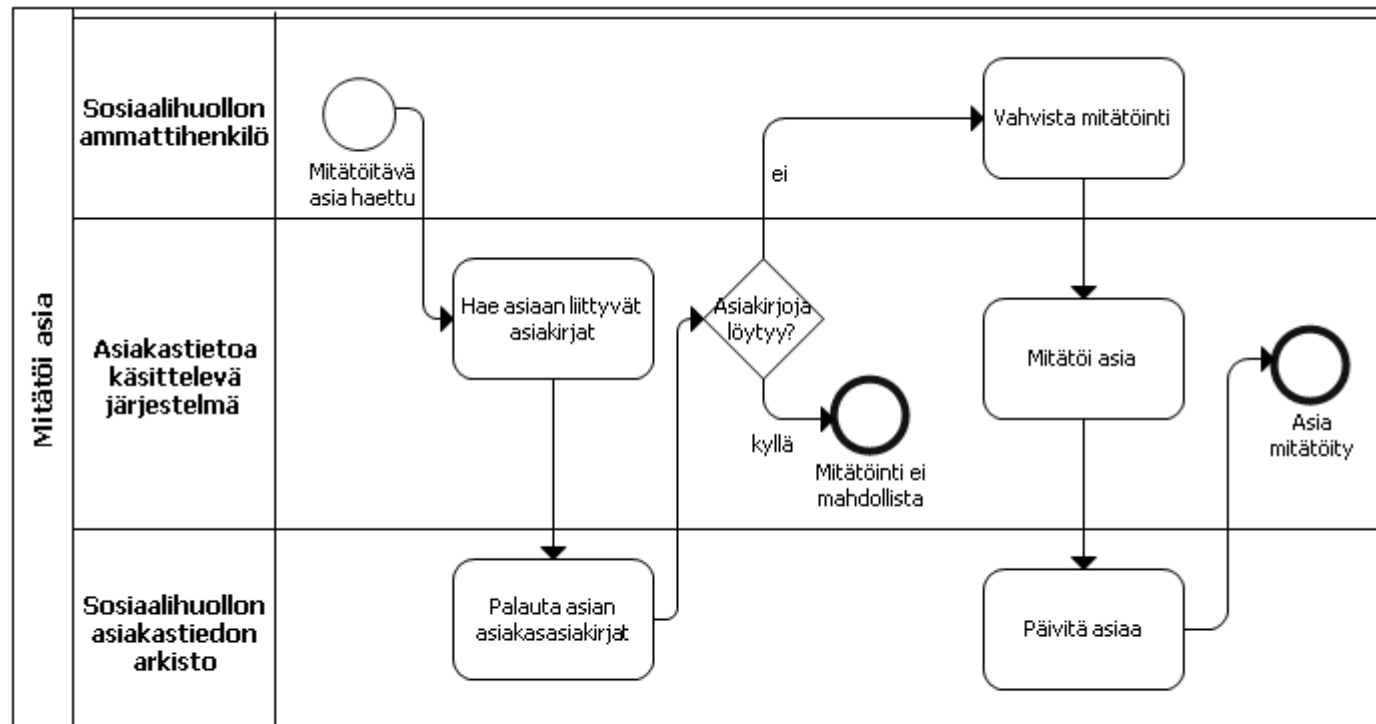 Mitätöi asia
Sosiaalihuollon
ammattihenkilö
Mitätöitävä
asia haettu
ei
Vahvista mitätöinti
Asiakastietoa
käsittelevä
järjestelmä
Hae asiaan liittyvät
asiakirjat
Asiakirjoja
löytyy?
kyllä
Mitätöinti ei
mahdollista
Mitätöi asia
Asia
mitätöity
Sosiaalihuollon
asiakastiedon
arkisto
Palauta asian
asiakasasiakirjat
Päivitä asiaa